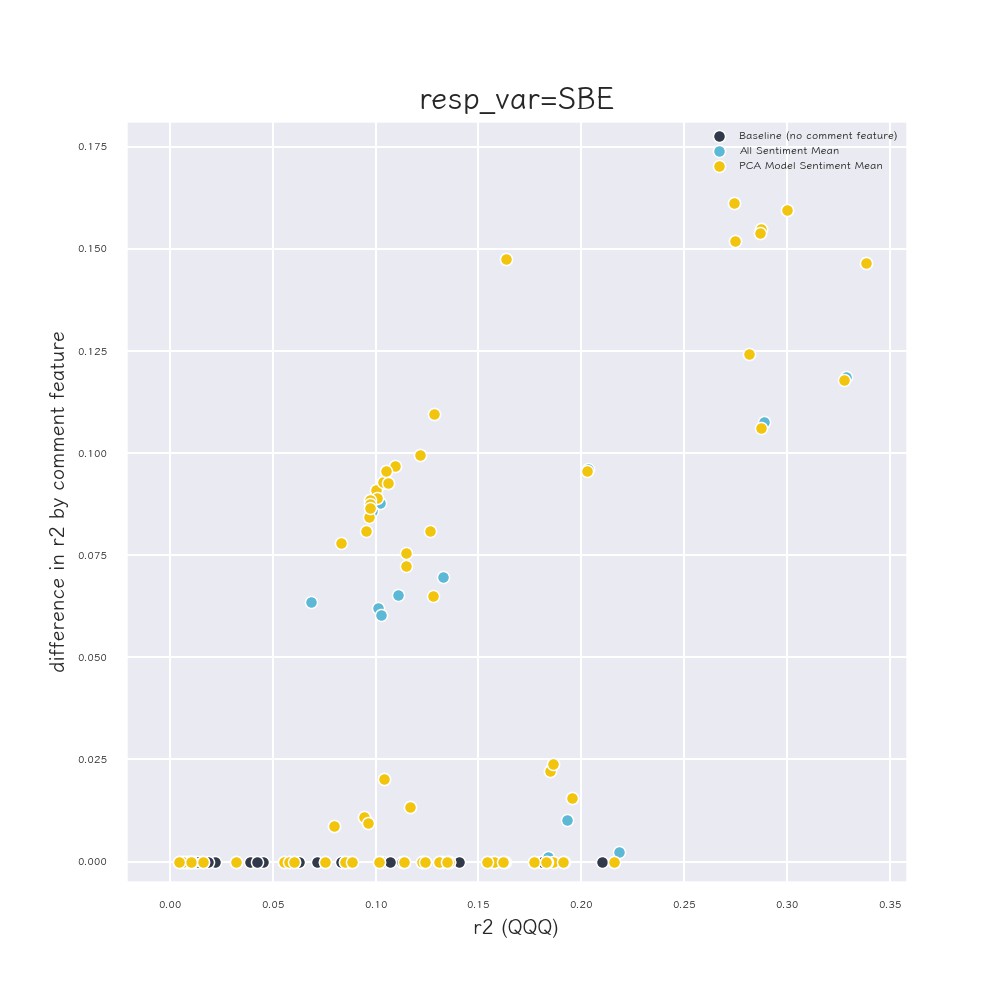 resp_var=SBE
Baseline (no comment feature)
All Sentiment Mean
PCA Model Sentiment Mean
difference in r2 by comment feature
0.175
0.150
0.125
0.100
0.075
0.050
0.025
0.000
0.00 0.05 0.10 0.15 0.20 0.25 0.30 0.35
r2 (QQQ)